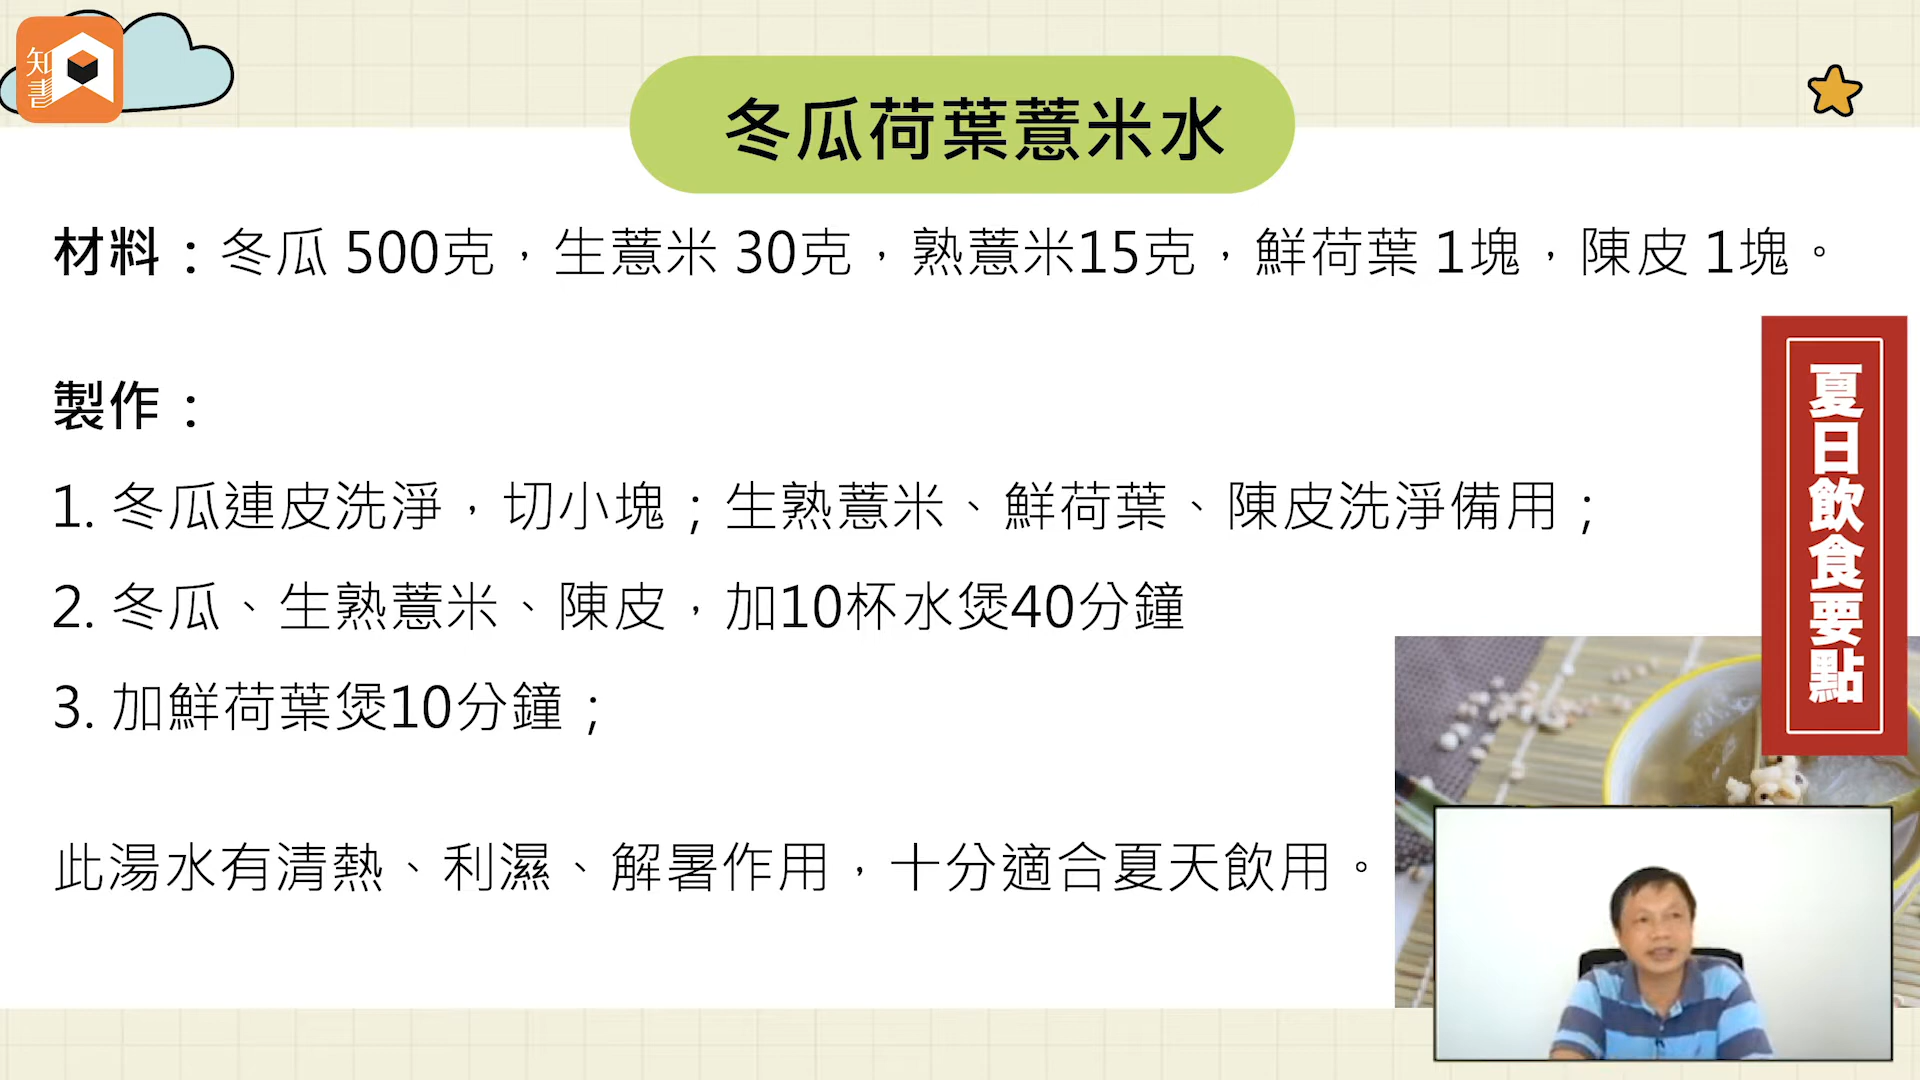 知書
冬瓜荷葉薏米水
材料：冬瓜 500克，生薏米 30克，熟薏米15克，鮮荷葉 1塊，陳皮 1塊。
製作：
1. 冬瓜連皮洗淨，切小塊；生熟薏米、鮮荷葉、陳皮洗淨備用；
2. 冬瓜、生熟薏米、陳皮，加10杯水煲40分鐘
3. 加鮮荷葉煲10分鐘；
此湯水有清熱、利濕、解暑作用，十分適合夏天飲用。
夏日飲食要點